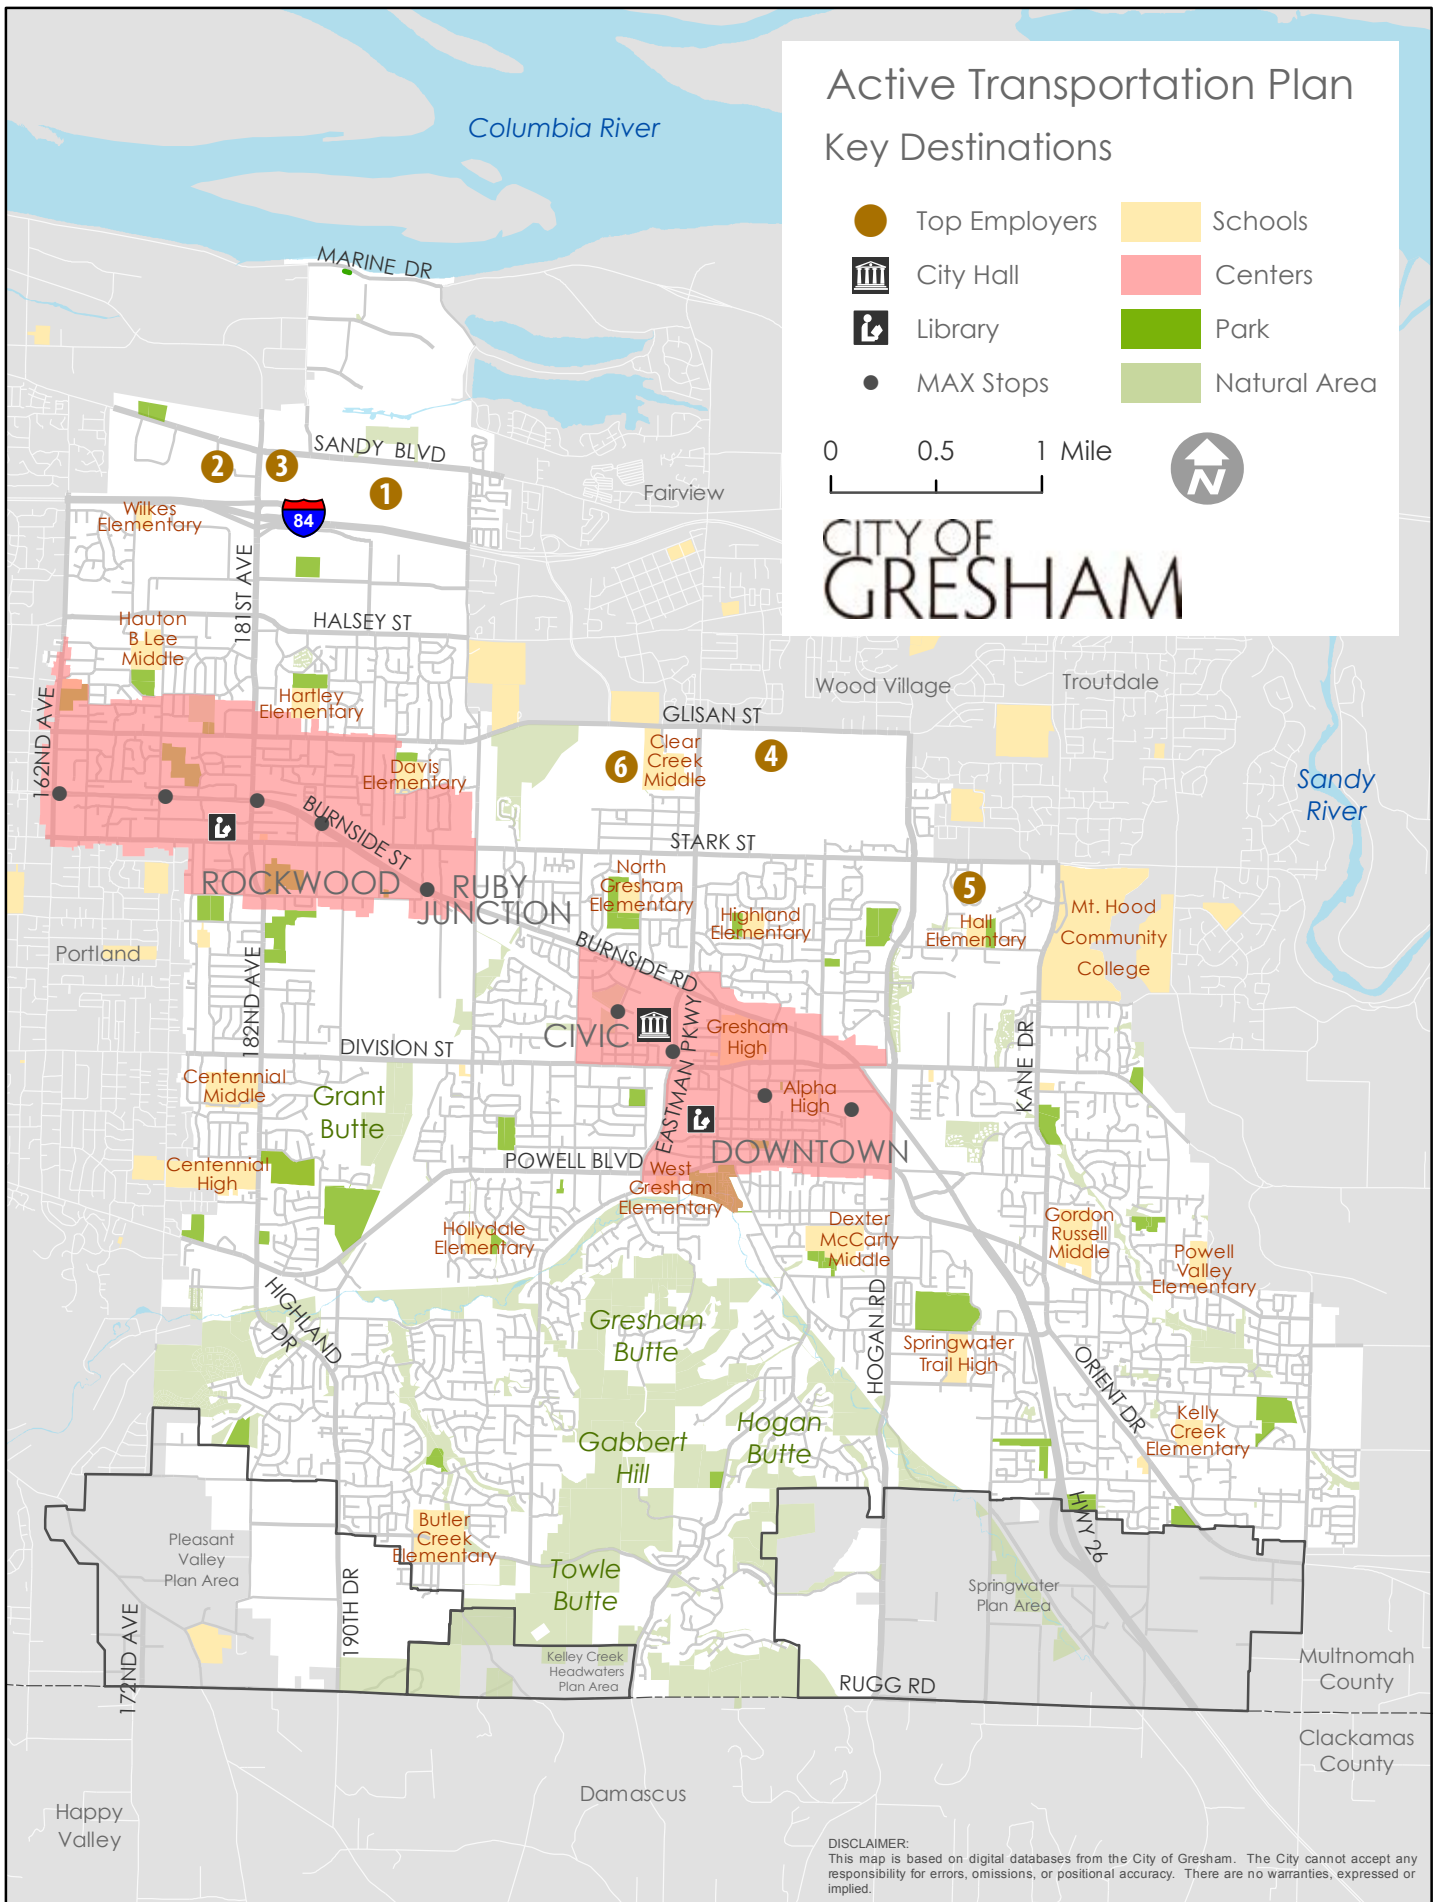 Active Transportation Plan
Key Destinations
Top Employers
City Hall
Library
MAX Stops
Schools
Centers
Park
Natural Area
0 0.5 1 Mile
N
CITY OF
GRESHAM
Columbia River
MARINE DR
SANDY BLVD
2
3
1
84
Fairview
Wilkes
Elementary
181ST AVE
HALSEY ST
Hauton
B Lee
Middle
Hartley
Elementary
162ND AVE
Wood Village
Troutdale
GLISAN ST
Clear
Creek
Middle
6
4
Davis
Elementary
Sandy
River
BURNSIDE ST
STARK ST
ROCKWOOD
RUBY
JUNCTION
North
Gresham
Elementary
Highland
Elementary
5
Hall
Elementary
Mt. Hood
Community
College
Portland
182ND AVE
BURNSIDE RD
CIVIC
EASTMAN PKWY
Gresham
High
KANE DR
DIVISION ST
Centennial
Middle
Grant
Butte
Alpha
High
DOWNTOWN
POWELL BLVD
Centennial
High
West
Gresham
Elementary
Hollydale
Elementary
Dexter
McCarty
Middle
Gordon
Russell
Middle
Powell
Valley
Elementary
HIGHLAND
DR
Gresham
Butte
HOGAN RD
Springwater
Trail High
ORIENT DR
Gabbert
Hill
Hogan
Butte
Kelly
Creek
Elementary
Butler
Creek
Elementary
HWY 26
Pleasant
Valley
Plan Area
Towle
Butte
Springwater
Plan Area
190TH DR
172ND AVE
Kelley Creek
Headwaters
Plan Area
RUGG RD
Multnomah
County
Clackamas
County
Damascus
Happy
Valley
DISCLAIMER:
This map is based on digital databases from the City of Gresham. The City cannot accept any
responsibility for errors, omissions, or positional accuracy. There are no warranties, expressed or
implied.